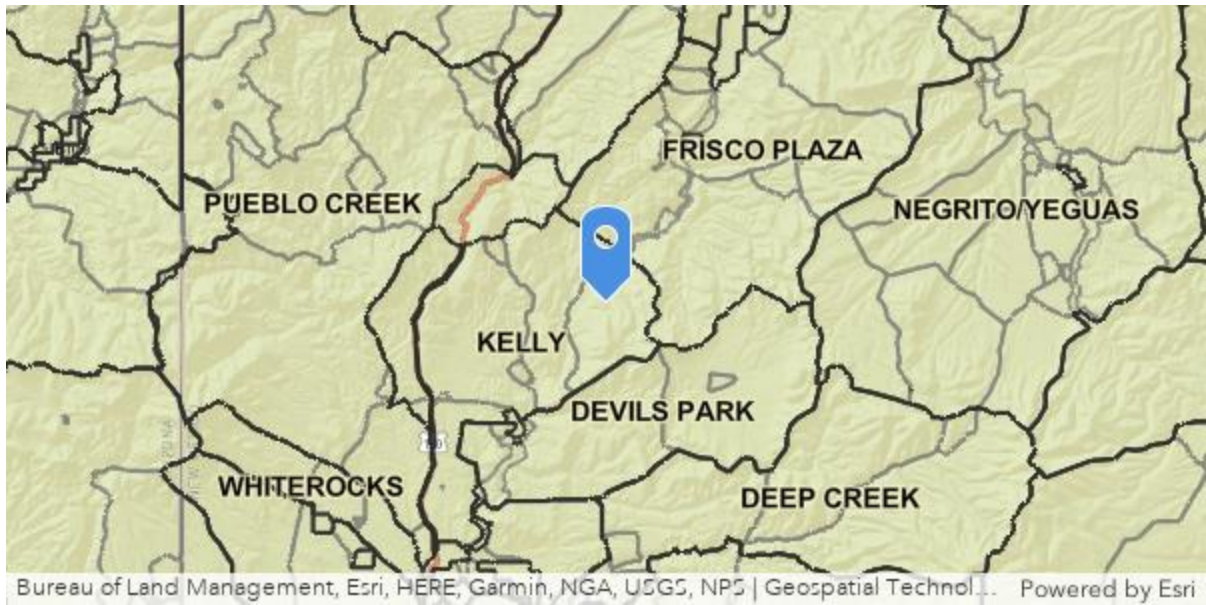 FRISCO PLAZA
PUEBLO CREEK
NEGRITO/YEGUAS
KELLY
DEVILS PARK
WHITEROCKS
DEEP CREEK
Bureau of Land Management, Esri, HERE, Garmin, NGA, USGS, NPS | Geospatial Technol... Powered by Esri